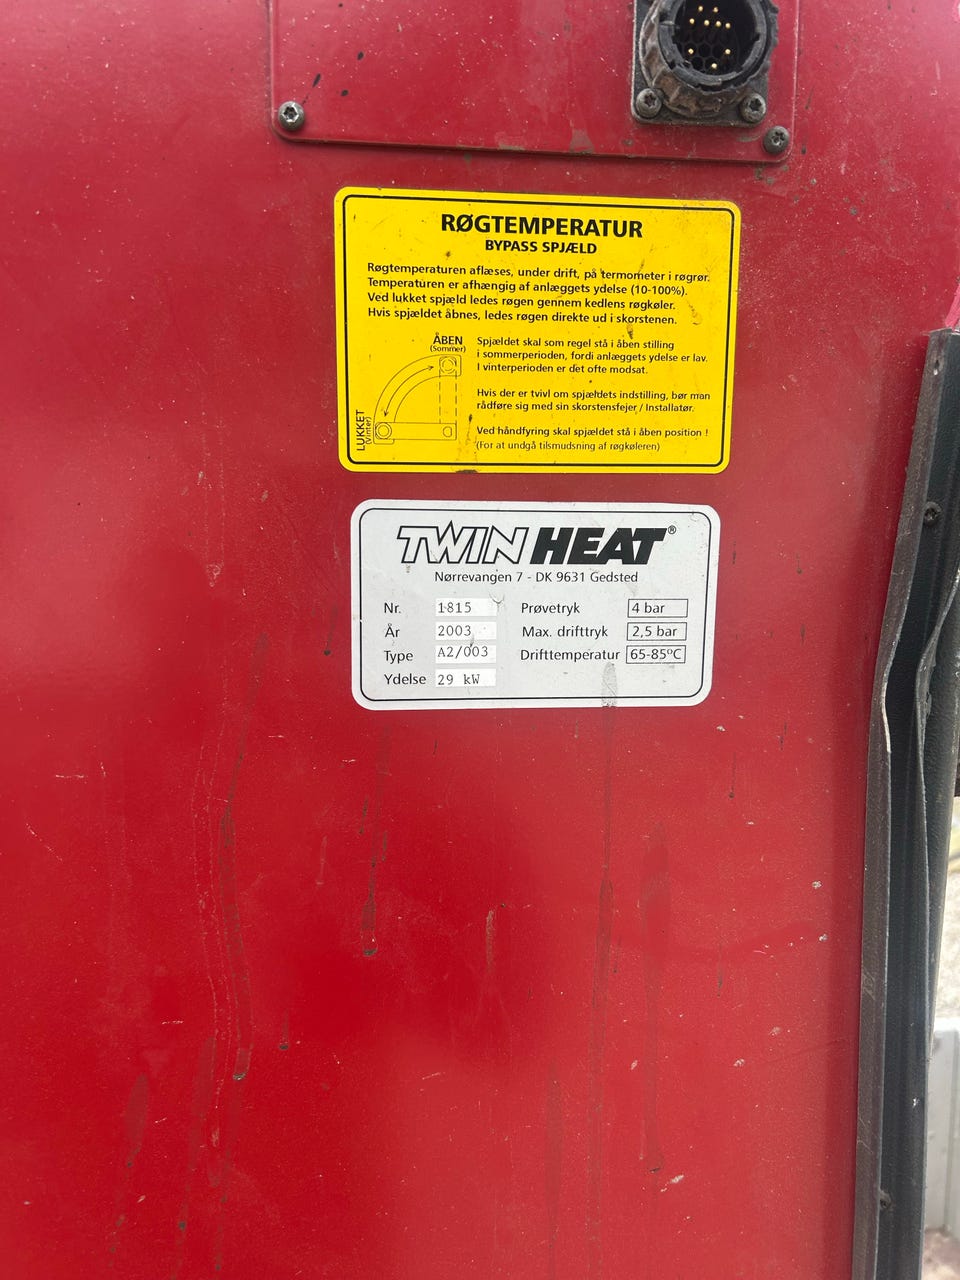 RØGTEMPERATUR
BYPASS SPJÆLD
Røgtemperaturen aflæses, under drift, på termometer i røgrør.
Temperaturen er afhængig af anlæggets ydelse (10-100%).
Ved lukket spjæld ledes røgen gennem kedlens røgkøler.
Hvis spjældet åbnes, ledes røgen direkte ud i skorstenen.
ÅBEN
(Sommer)
LUKKET
(Vinter)
Spjældet skal som regel stå i åben stilling
i sommerperioden, fordi anlæggets ydelse er lav.
I vinterperioden er det ofte modsat.
Hvis der er tvivl om spjældets indstilling, bør man
rådføre sig med sin skorstensfejer / Installatør.
Ved håndfyring skal spjældet stå i åben position !
(For at undgå tilsmudsning af røgkøleren)
TWIN HEAT®
Nørrevangen 7 - DK 9631 Gedsted
Nr. 1815 Prøvetryk 4 bar
År 2003 Max. drifttryk 2,5 bar
Type A2/003 Drifttemperatur 65-85ºC
Ydelse 29 kW